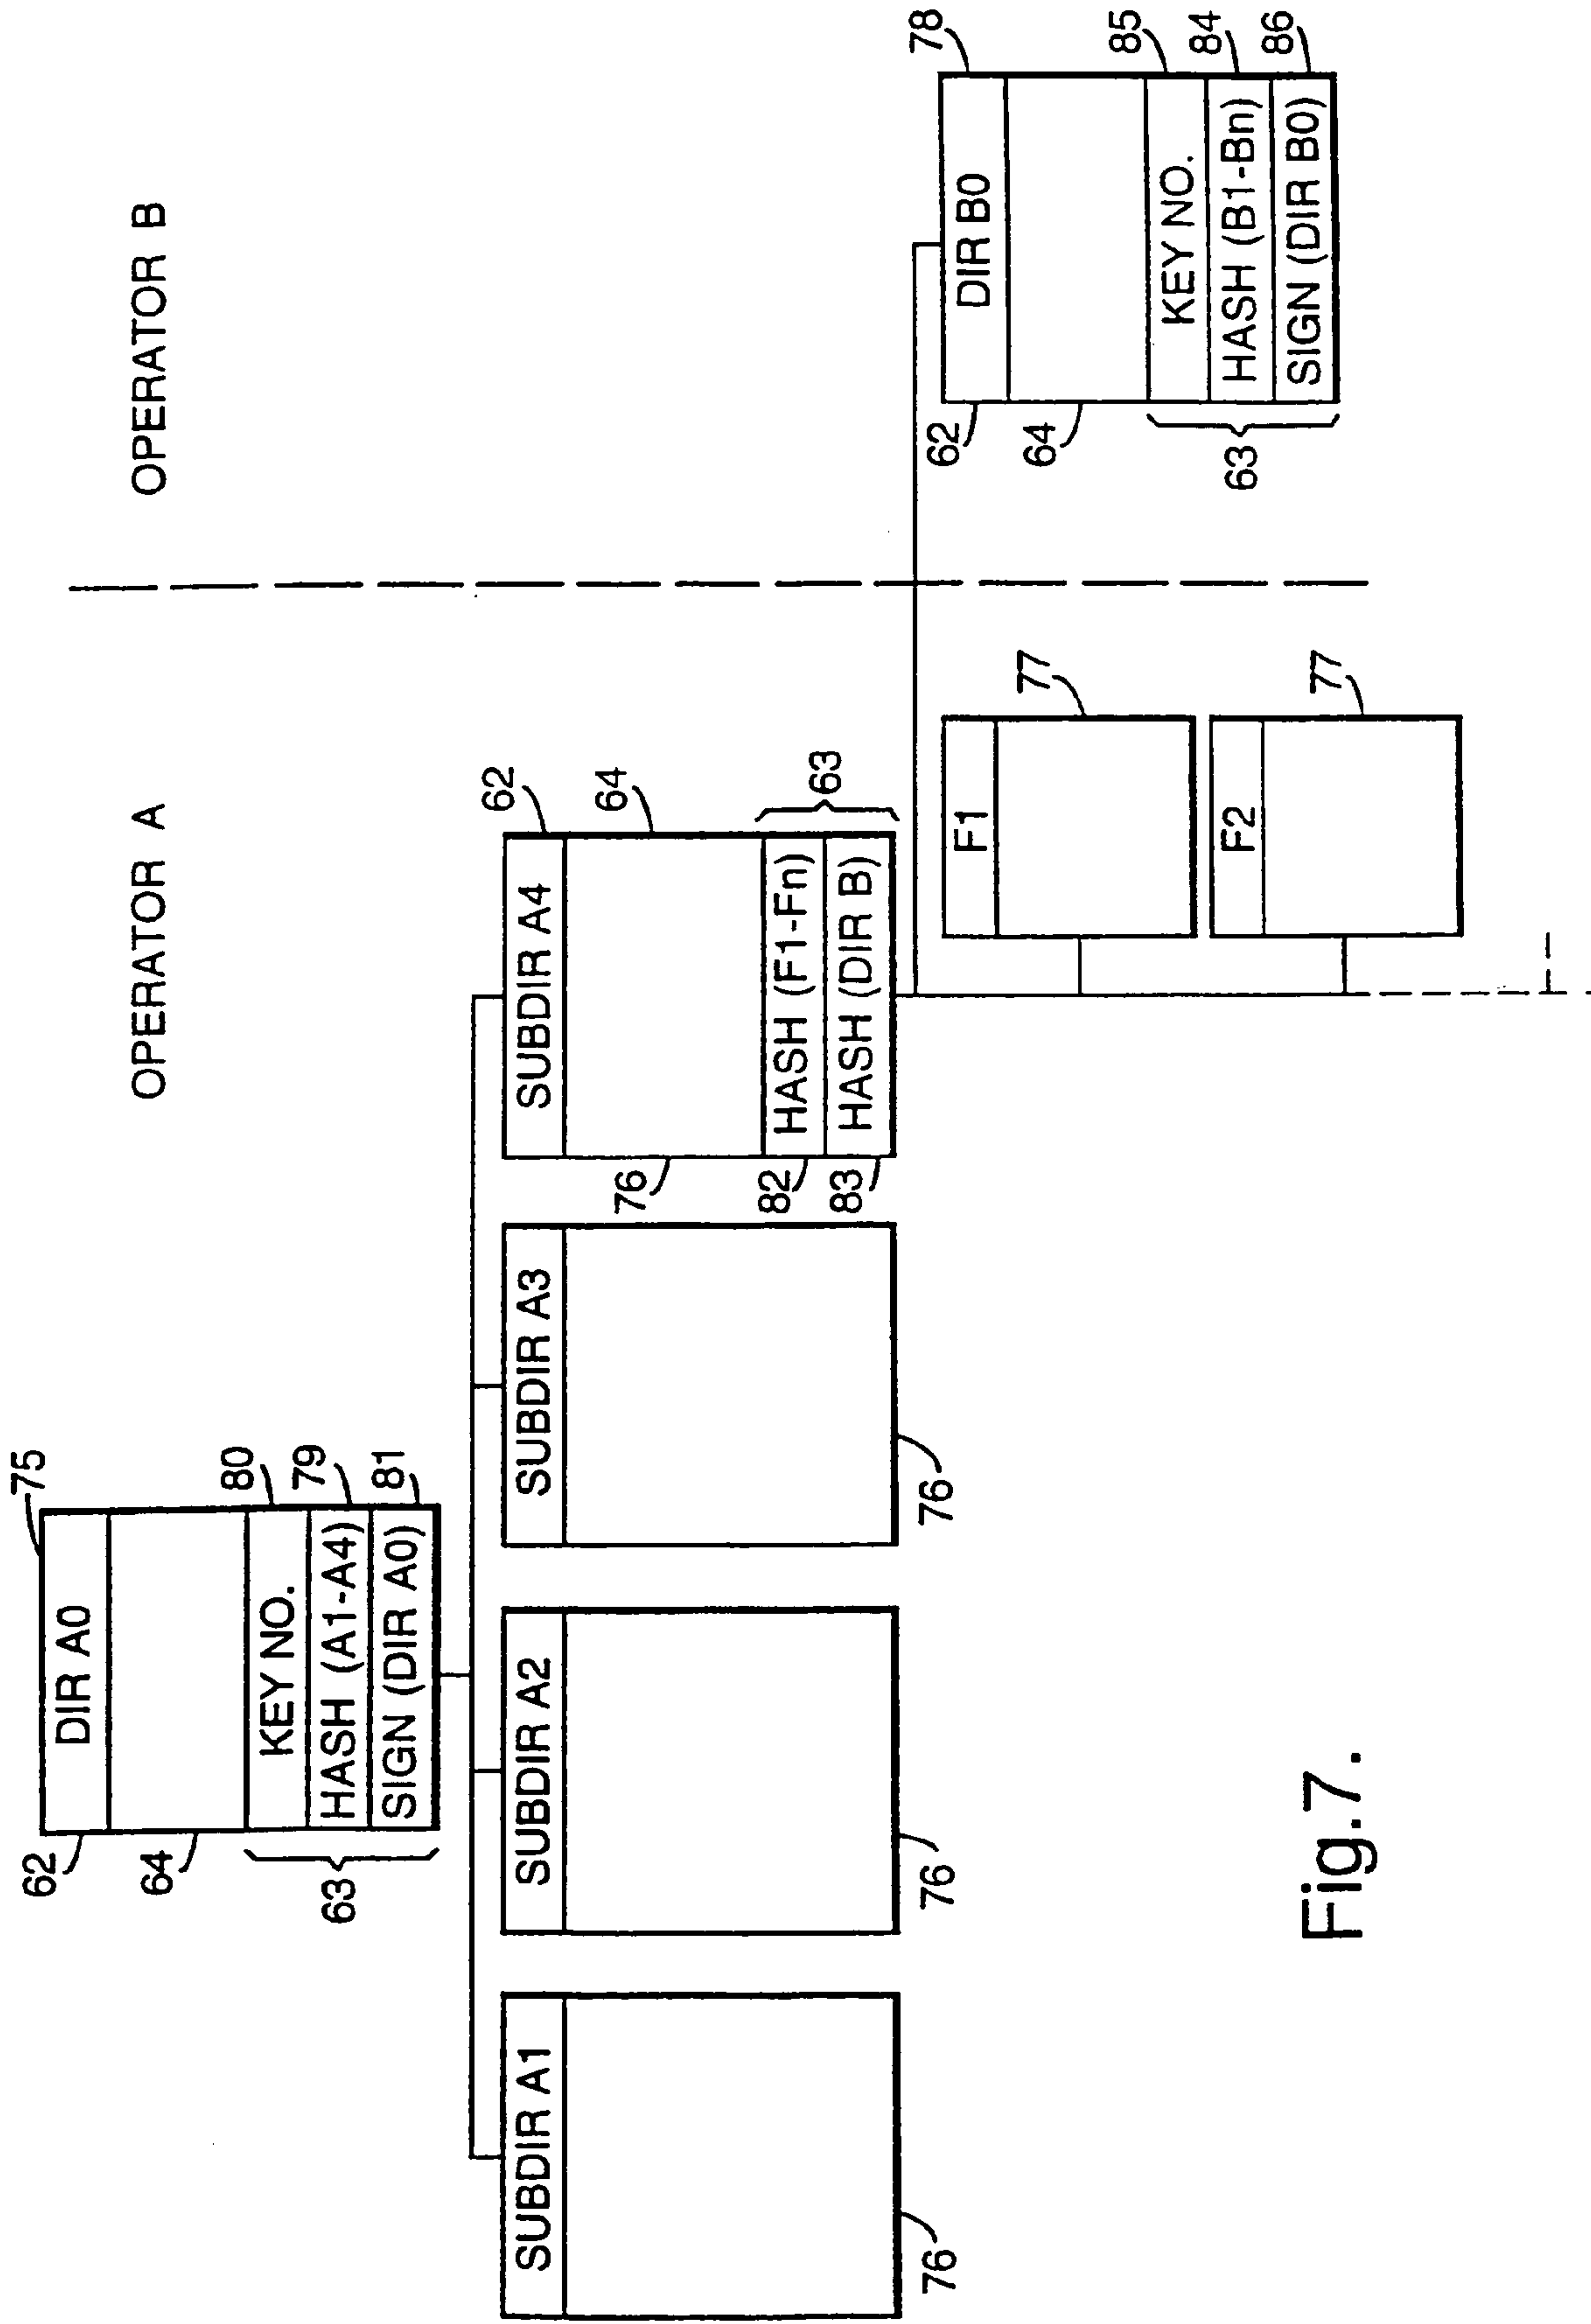 OPERATOR A
OPERATOR B
75
DIR A0
62
64
KEY NO.
80
HASH (A1-A4)
79
SIGN (DIR A0)
81
63
SUBDIR A1
76
SUBDIR A2
76
SUBDIR A3
76
SUBDIR A4
62
64
76
HASH (F1-Fn)
82
HASH (DIR B)
83
63
F1
77
F2
77
DIR B0
78
62
64
KEY NO.
85
HASH (B1-Bn)
84
SIGN (DIR B0)
86
63
Fig.7.